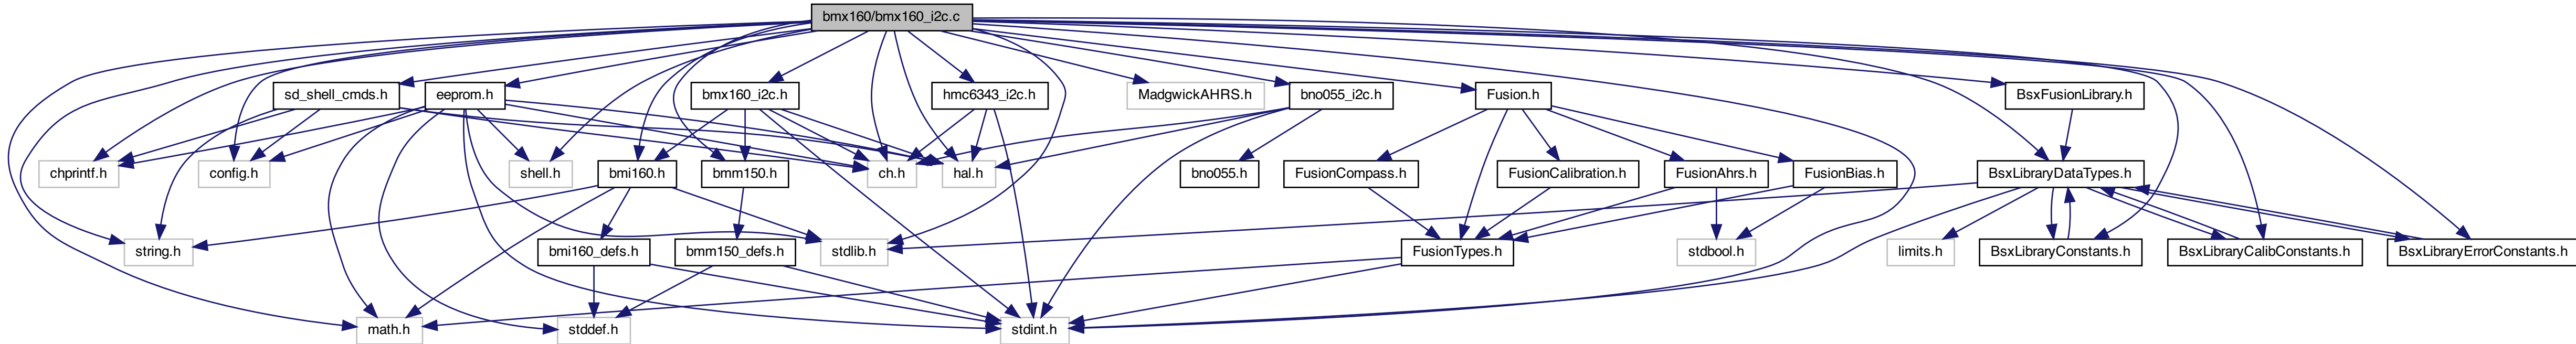 bmx160/bmx160_i2c.c
sd_shell_cmds.h
eeprom.h
bmx160_i2c.h
hmc6343_i2c.h
MadgwickAHRS.h
bno055_i2c.h
Fusion.h
BsxFusionLibrary.h
chprintf.h
config.h
shell.h
bmi160.h
bmm150.h
ch.h
hal.h
bno055.h
FusionCompass.h
FusionCalibration.h
FusionAhrs.h
FusionBias.h
BsxLibraryDataTypes.h
string.h
bmi160_defs.h
bmm150_defs.h
stdlib.h
FusionTypes.h
stdbool.h
limits.h
BsxLibraryConstants.h
BsxLibraryCalibConstants.h
BsxLibraryErrorConstants.h
math.h
stddef.h
stdint.h